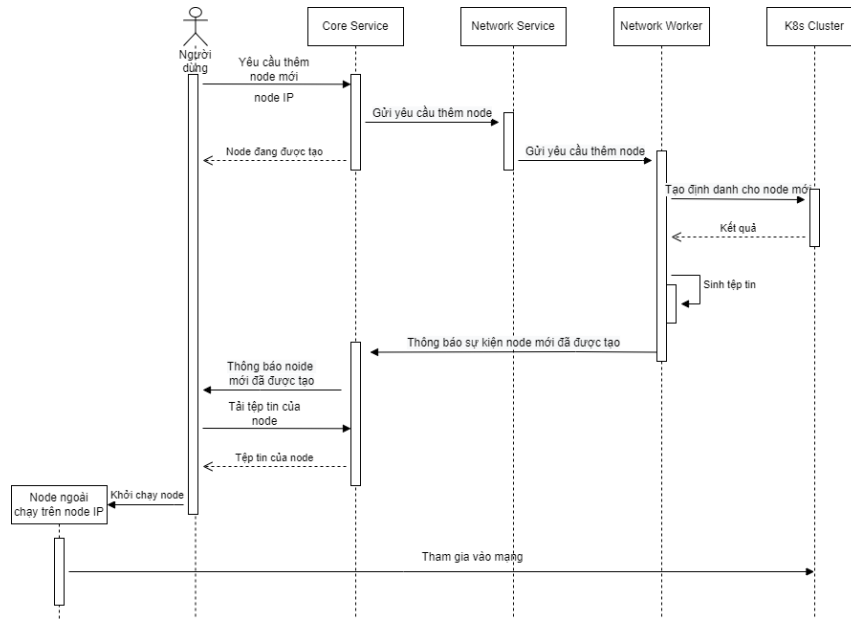 Core Service
Network Service
Network Worker
K8s Cluster
Người
dừng
Yêu cầu thêm
node mới
node IP
Gửi yêu cầu thêm node
Node đang được tạo
Gửi yêu cầu thêm node
Tạo định danh cho node mới
Kết quả
Sinh tệp tin
Thông báo sự kiện node mới đã được tạo
Thông báo noide
mới đã được tạo
Tải tệp tin của
node
Tệp tin của node
Node ngoài
chạy trên node IP
Khởi chạy node
Tham gia vào mạng